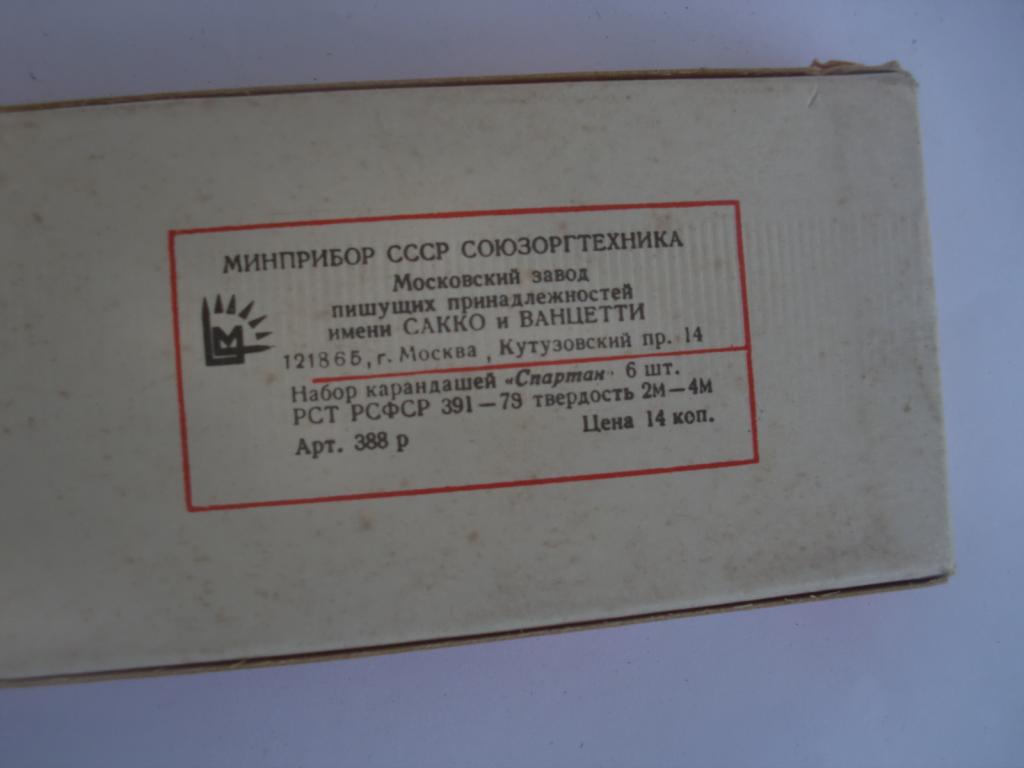 МИНПРИБОР СССР СОЮЗОРГТЕХНИКА
Московский завод
пишущих принадлежностей
имени САККО и ВАНЦЕТТИ
121865, г. Москва , Кутузовский пр. 14
Набор карандашей «Спартак» 6 шт.
РСТ РСФСР 391—79 твердость 2М—4М
Арт. 388 р Цена 14 коп.
М